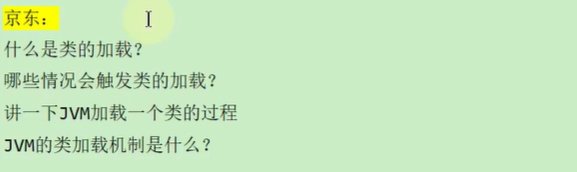 京东：
什么是类的加载？
哪些情况会触发类的加载？
讲一下JVM加载一个类的过程
JVM的类加载机制是什么？